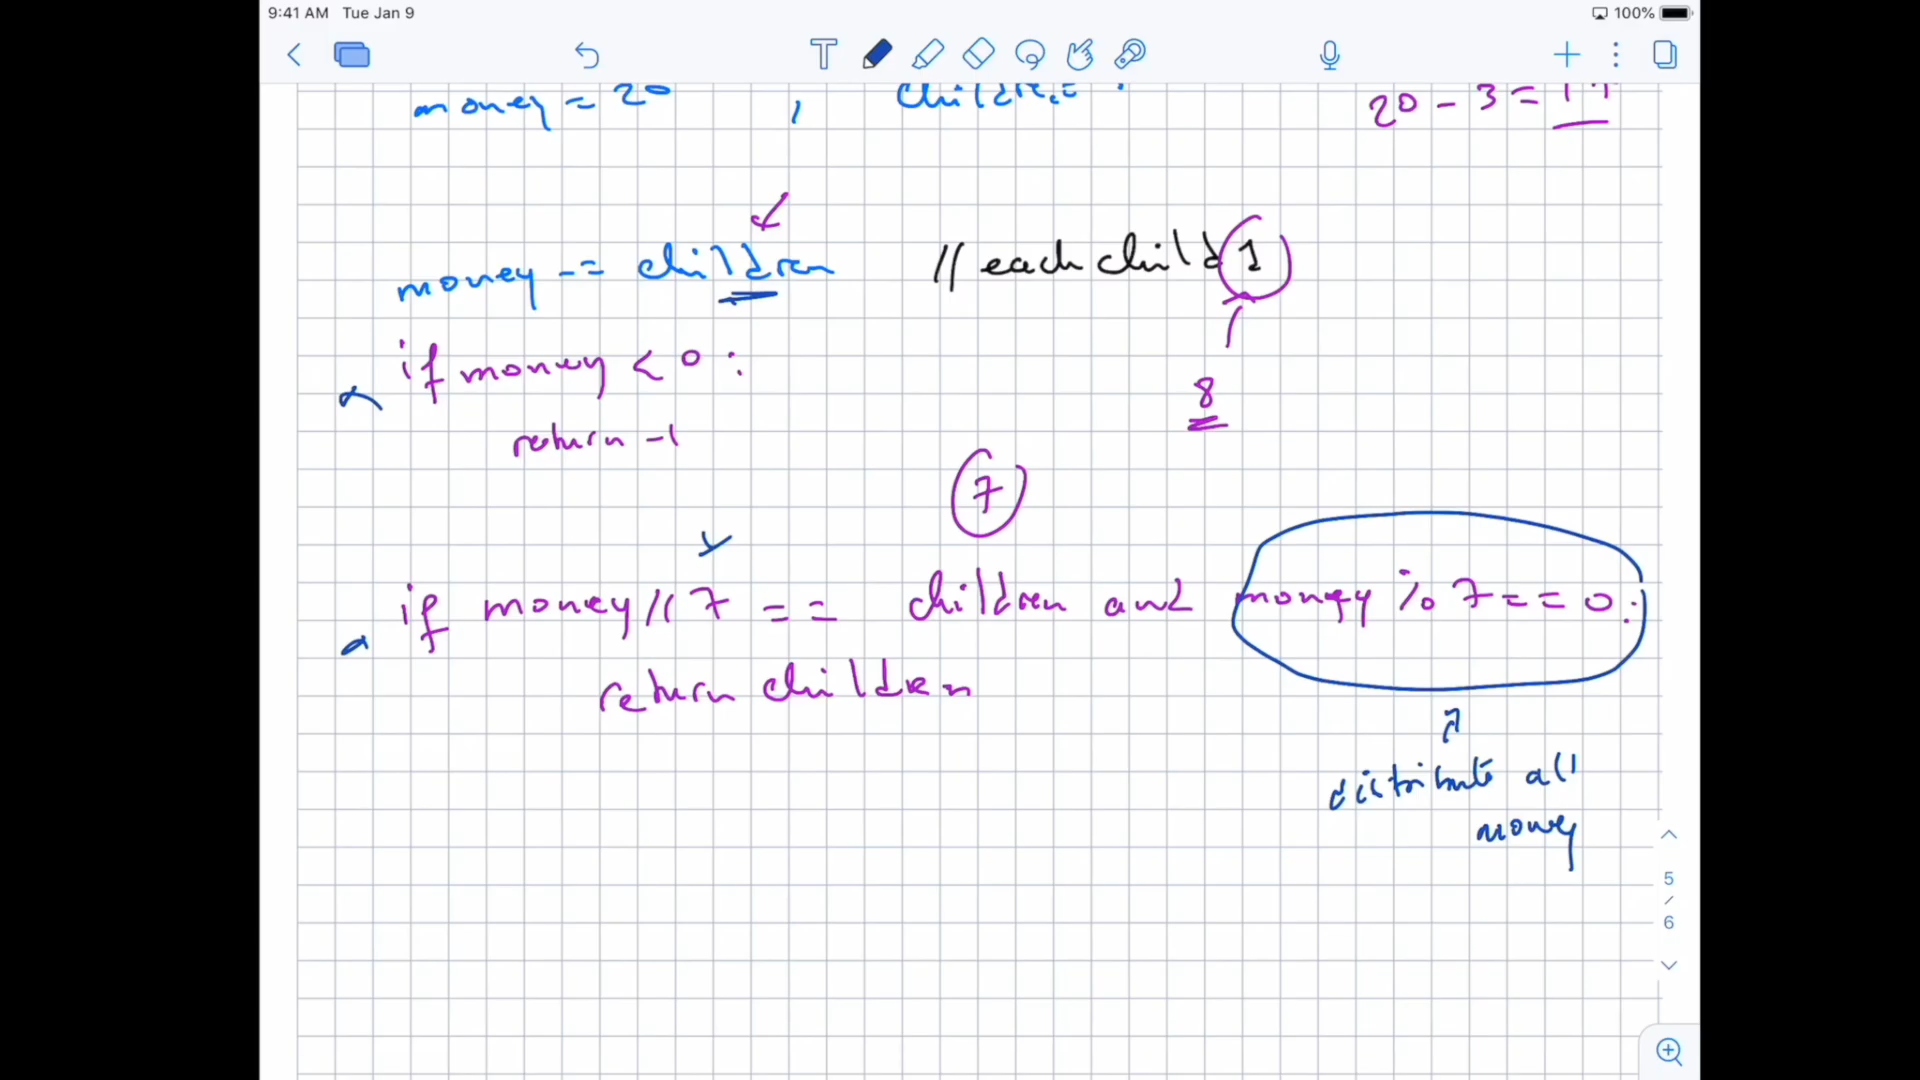 9:41 AM Tue Jan 9 100%
money = 20 ,
20 - 3 =
money -= children // each child 1
if money < 0 :
8
return -1
7
if money // 7 == children and money % 7 == 0 :
return children
distribute all
money
5
/
6